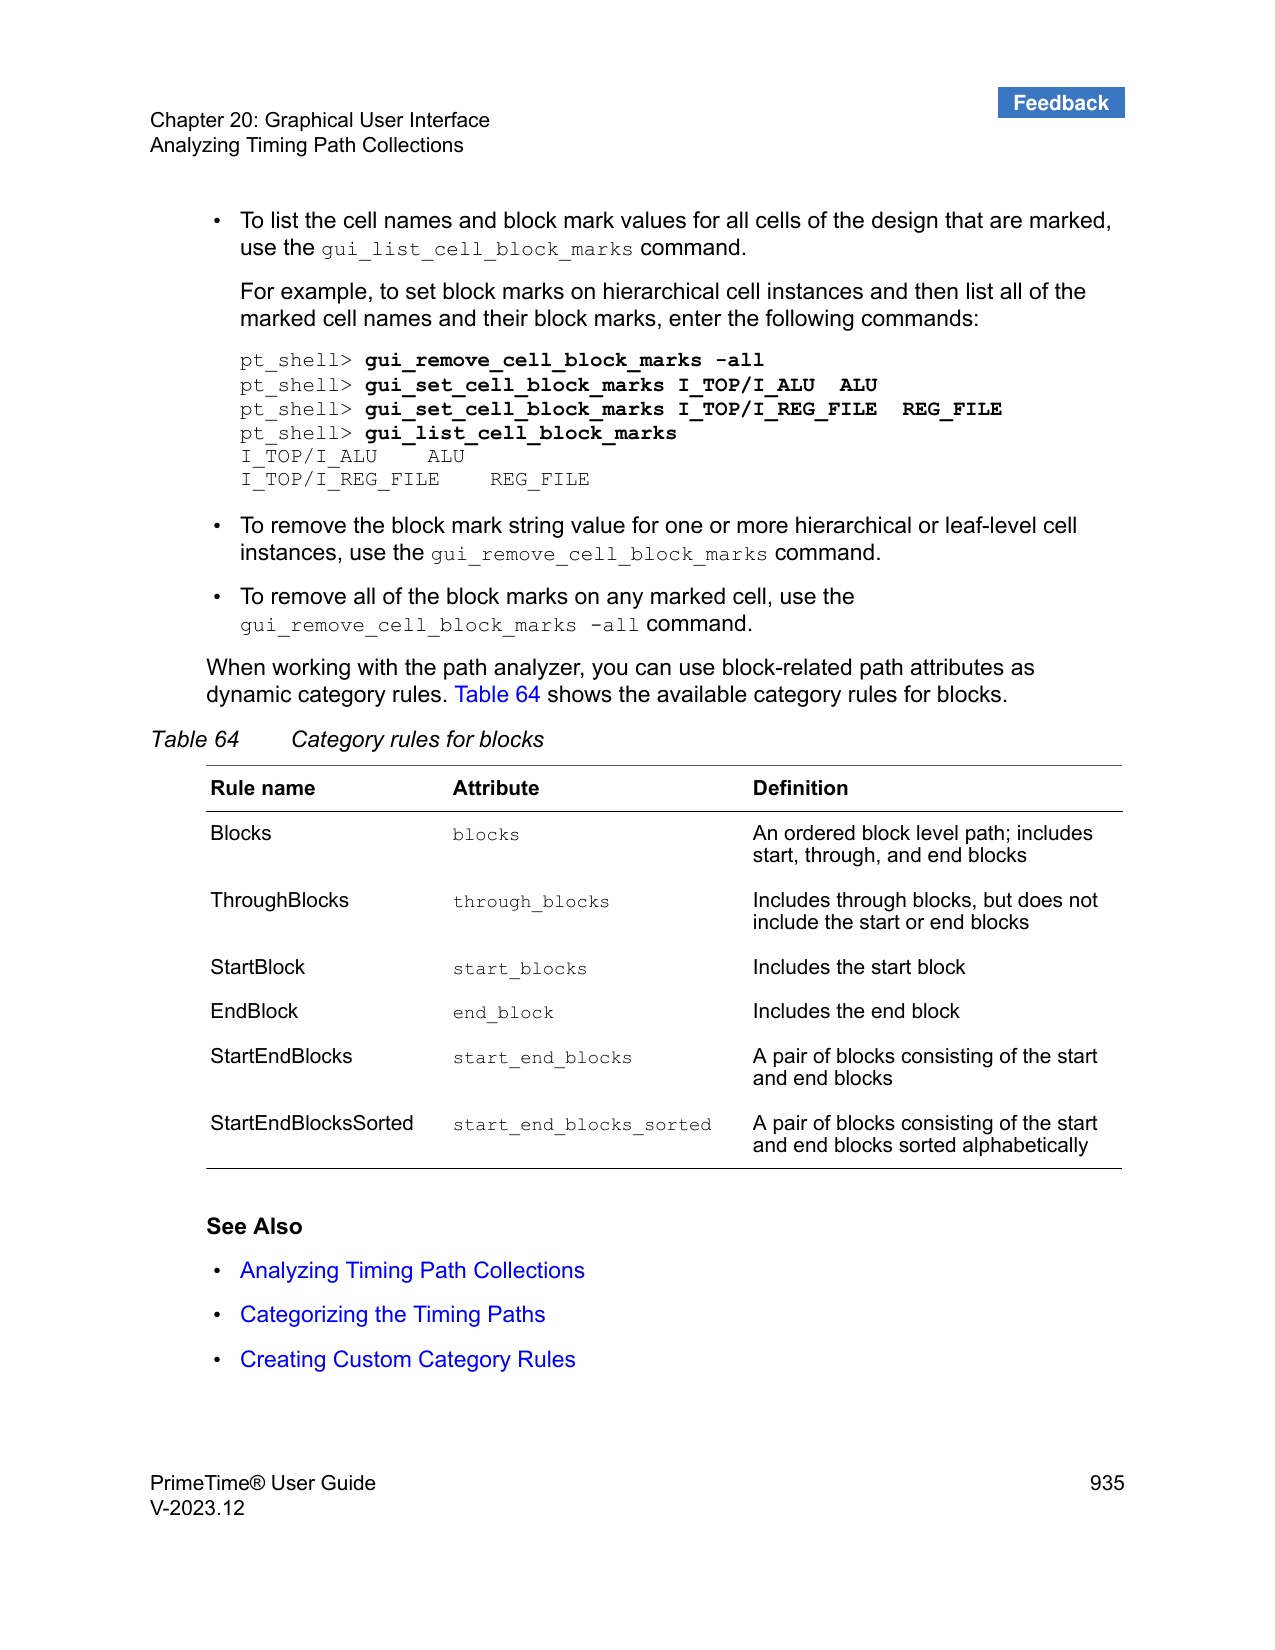 Feedback
Chapter 20: Graphical User Interface
Analyzing Timing Path Collections
• To list the cell names and block mark values for all cells of the design that are marked,
use the gui_list_cell_block_marks command.
For example, to set block marks on hierarchical cell instances and then list all of the
marked cell names and their block marks, enter the following commands:
pt_shell> gui_remove_cell_block_marks -all
pt_shell> gui_set_cell_block_marks I_TOP/I_ALU  ALU
pt_shell> gui_set_cell_block_marks I_TOP/I_REG_FILE  REG_FILE
pt_shell> gui_list_cell_block_marks
I_TOP/I_ALU    ALU
I_TOP/I_REG_FILE    REG_FILE
• To remove the block mark string value for one or more hierarchical or leaf-level cell
instances, use the gui_remove_cell_block_marks command.
• To remove all of the block marks on any marked cell, use the
gui_remove_cell_block_marks -all command.
When working with the path analyzer, you can use block-related path attributes as
dynamic category rules. Table 64 shows the available category rules for blocks.
Table 64 Category rules for blocks
Rule name Attribute Definition
Blocks blocks An ordered block level path; includes
start, through, and end blocks
ThroughBlocks through_blocks Includes through blocks, but does not
include the start or end blocks
StartBlock start_blocks Includes the start block
EndBlock end_block Includes the end block
StartEndBlocks start_end_blocks A pair of blocks consisting of the start
and end blocks
StartEndBlocksSorted start_end_blocks_sorted A pair of blocks consisting of the start
and end blocks sorted alphabetically
See Also
• Analyzing Timing Path Collections
• Categorizing the Timing Paths
• Creating Custom Category Rules
PrimeTime® User Guide 935
V-2023.12